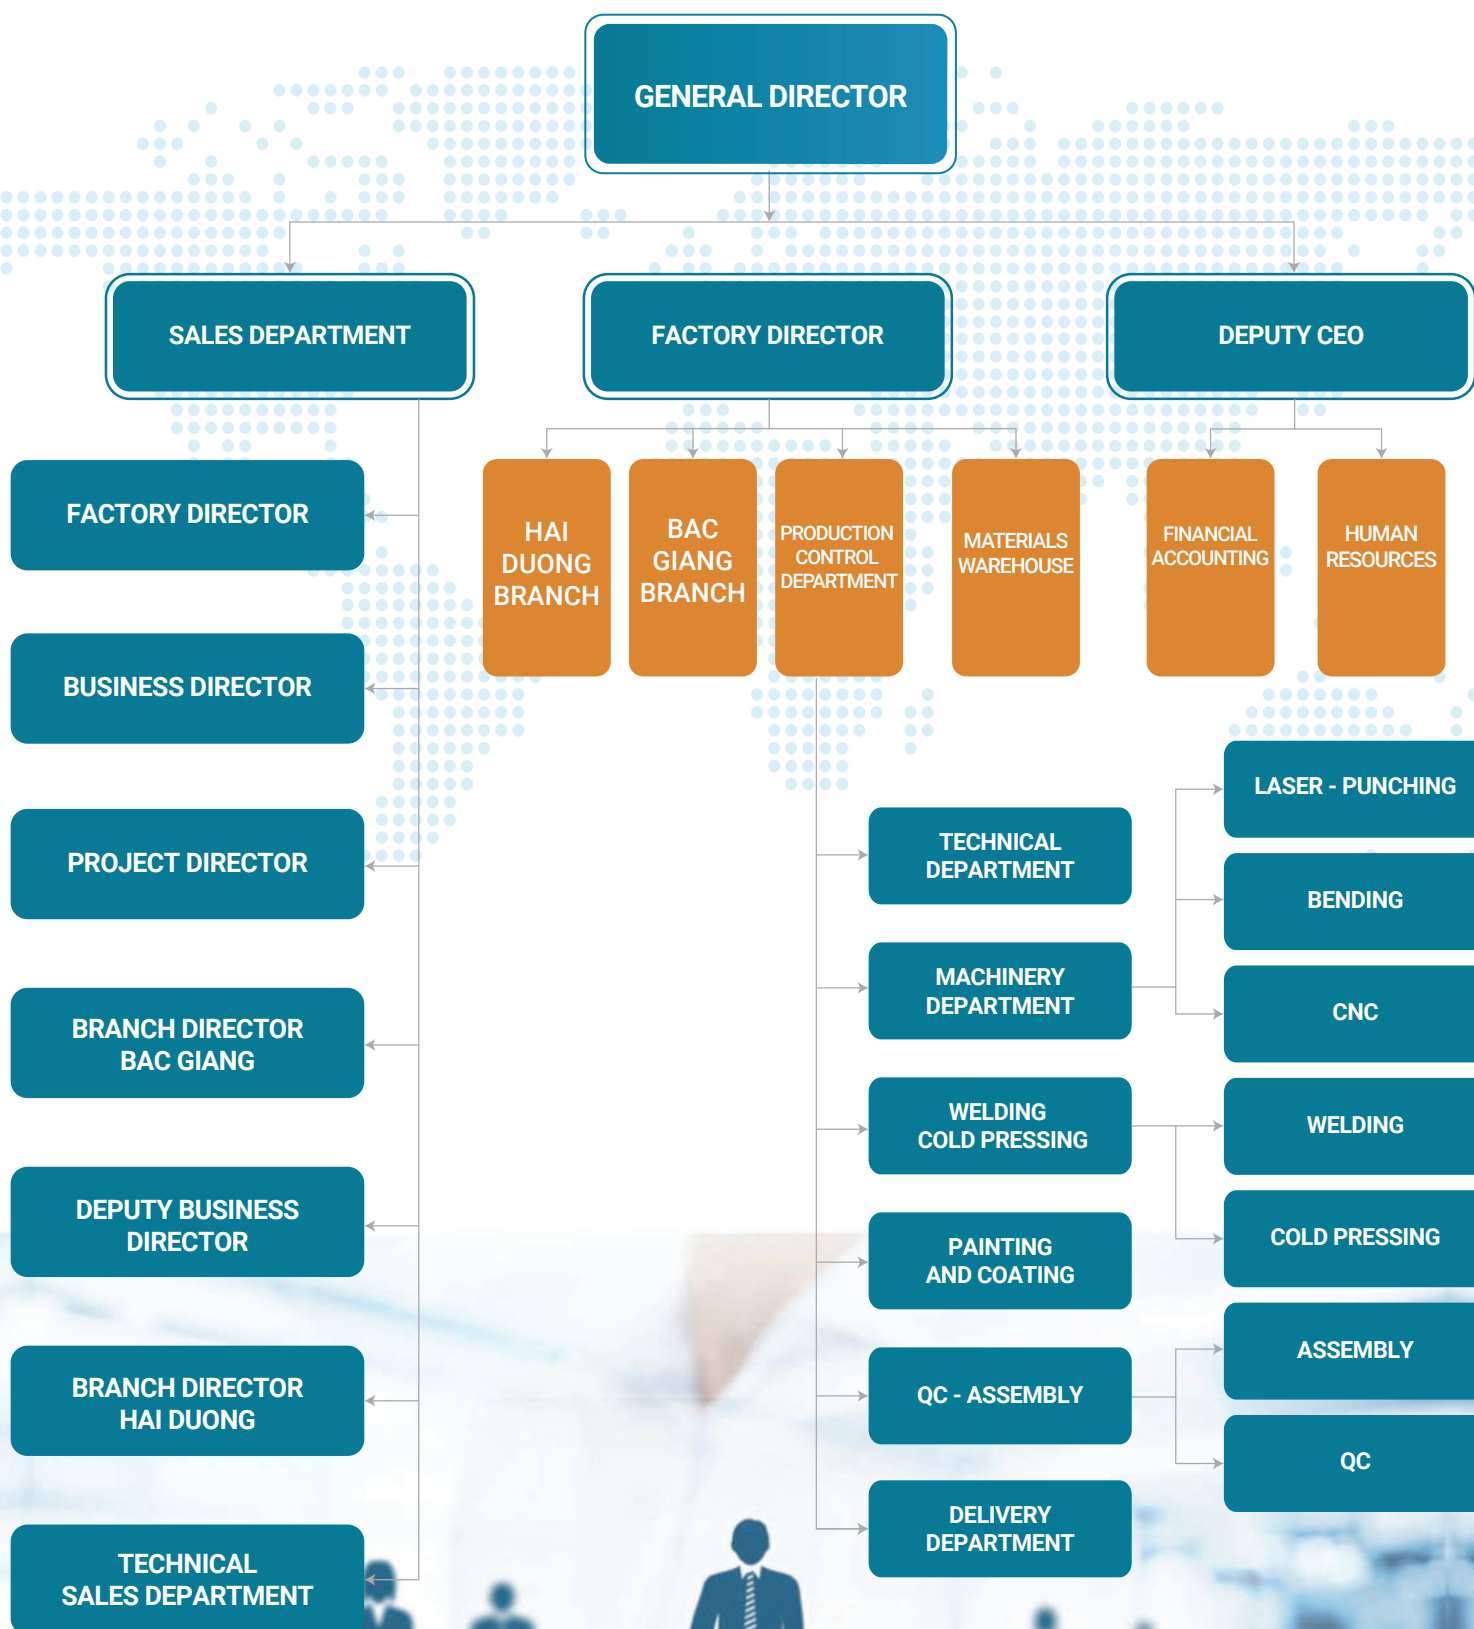 GENERAL DIRECTOR
SALES DEPARTMENT
FACTORY DIRECTOR
DEPUTY CEO
FACTORY DIRECTOR
BUSINESS DIRECTOR
PROJECT DIRECTOR
BRANCH DIRECTOR
BAC GIANG
DEPUTY BUSINESS
DIRECTOR
BRANCH DIRECTOR
HAI DUONG
TECHNICAL
SALES DEPARTMENT
HAI
DUONG
BRANCH
BAC
GIANG
BRANCH
PRODUCTION
CONTROL
DEPARTMENT
MATERIALS
WAREHOUSE
FINANCIAL
ACCOUNTING
HUMAN
RESOURCES
TECHNICAL
DEPARTMENT
MACHINERY
DEPARTMENT
WELDING
COLD PRESSING
PAINTING
AND COATING
QC - ASSEMBLY
DELIVERY
DEPARTMENT
LASER - PUNCHING
BENDING
CNC
WELDING
COLD PRESSING
ASSEMBLY
QC